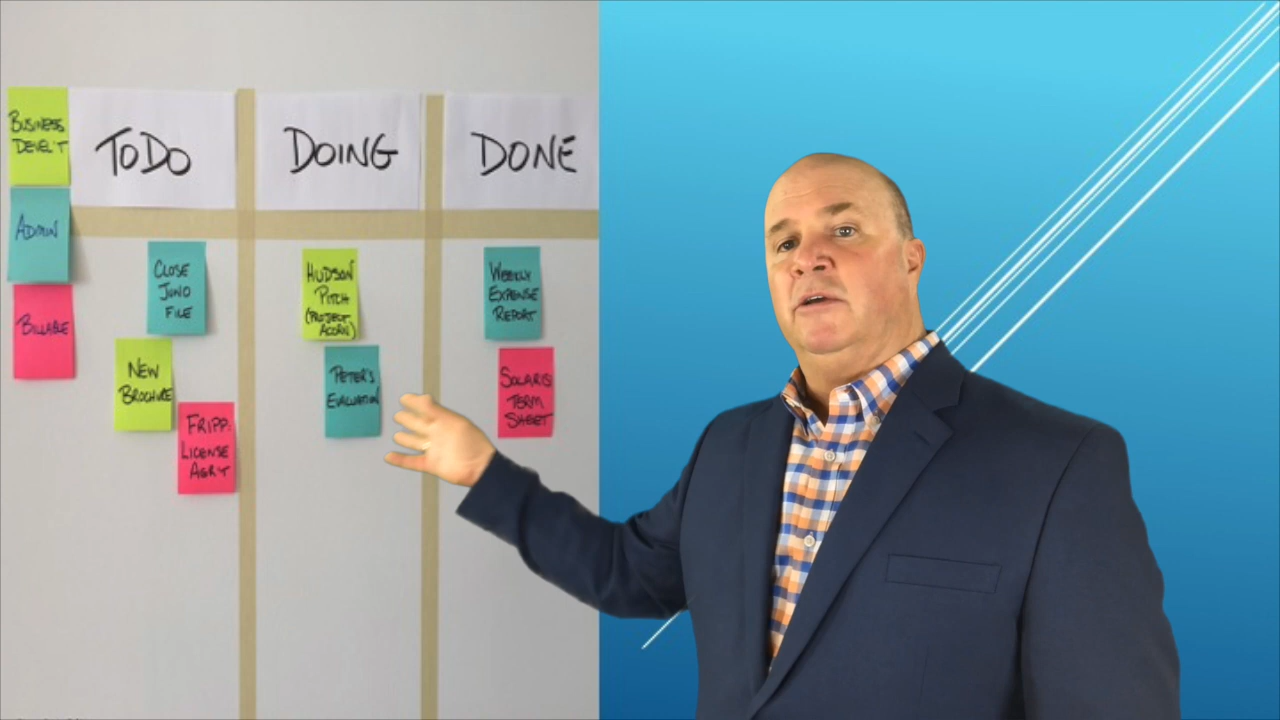 BUSINESS
DEVEL'T
TODO
DOING
DONE
ADMIN
BILLABLE
CLOSE
JUNO
FILE
NEW
BROCHURE
FRIPP:
LICENSE
AGR'T
HUDSON
PITCH
(PROJECT
ACORN)
PETER'S
EVALUATION
WEEKLY
EXPENSE
REPORT
SOLARIS
TERM
SHEET